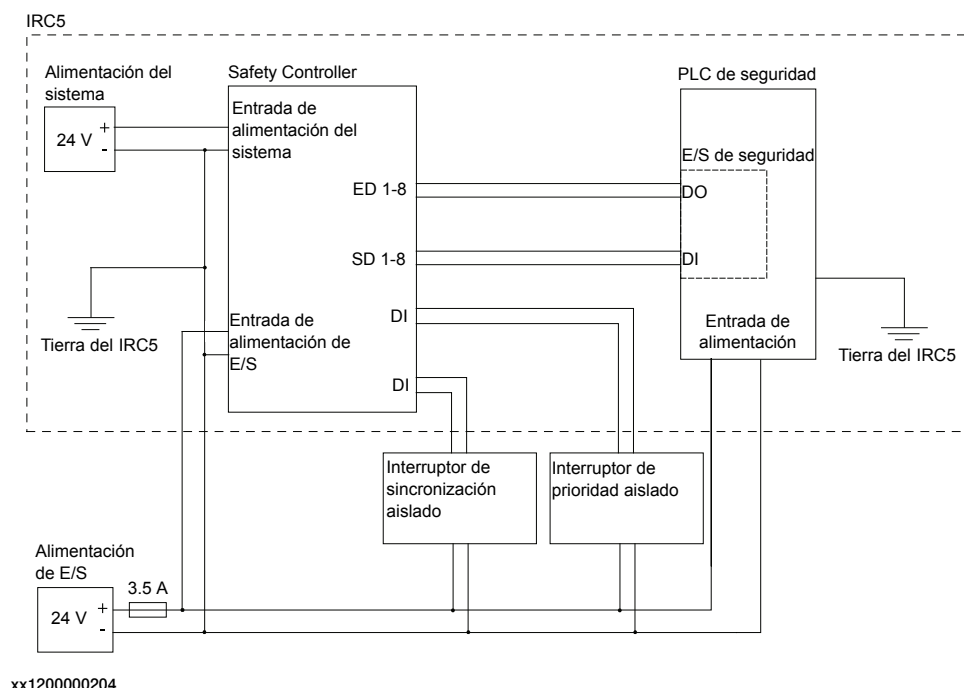 IRC5
Alimentación del
sistema
24 V
+
-
Safety Controller
Entrada de
alimentación del
sistema
PLC de seguridad
E/S de seguridad
ED 1-8
DO
SD 1-8
DI
DI
Entrada de
alimentación de
E/S
DI
Entrada de
alimentación
Tierra del IRC5
Tierra del IRC5
Interruptor de
sincronización
aislado
Interruptor de
prioridad aislado
Alimentación
de E/S
24 V
+
-
3.5 A
xx1200000204